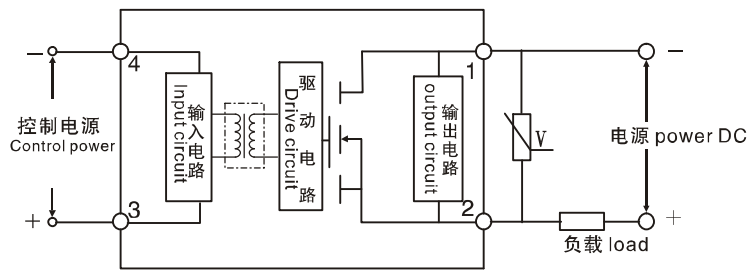 − 4 1 −
控制电源
Control power
输入电路
Input circuit
驱动电路
Drive circuit
输出电路
output circuit
V
电源 power DC
+ 3 2 +
负载 load